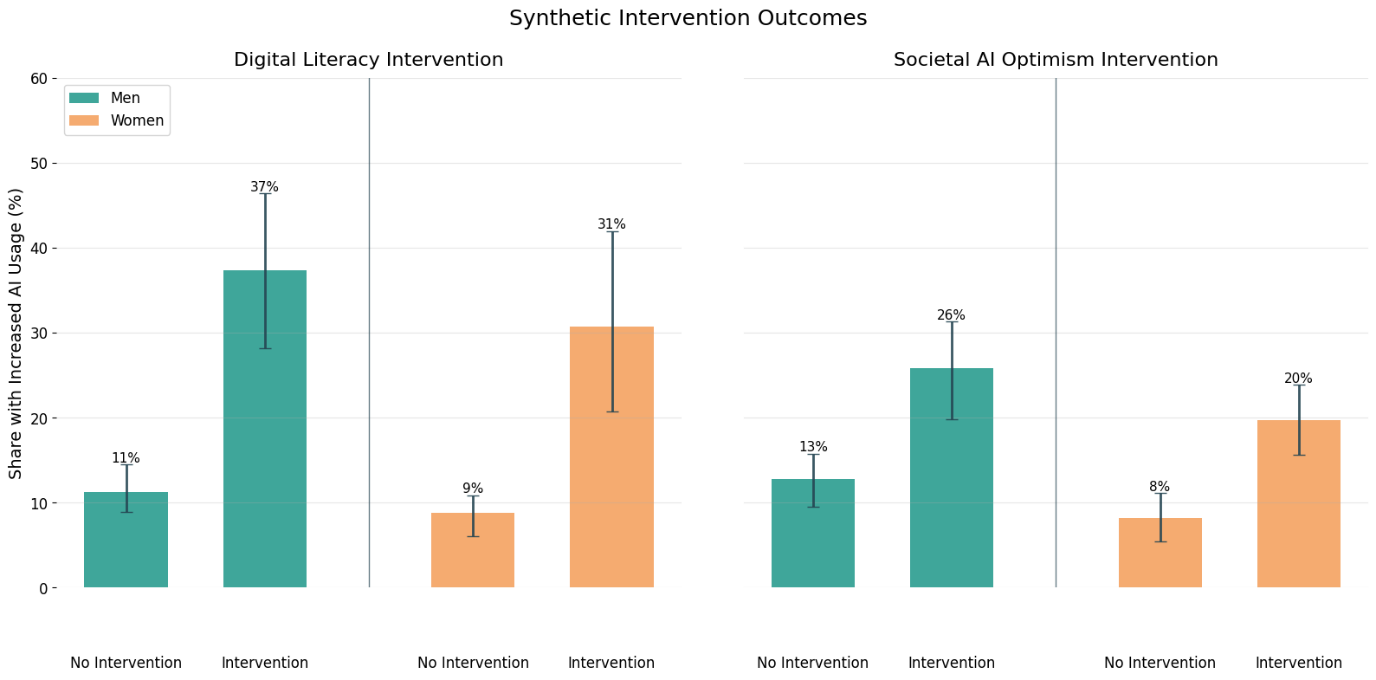 Synthetic Intervention Outcomes
Digital Literacy Intervention
Societal AI Optimism Intervention
Share with Increased AI Usage (%)
60
50
40
30
20
10
0
Men
Women
11%
37%
9%
31%
13%
26%
8%
20%
No Intervention
Intervention
No Intervention
Intervention
No Intervention
Intervention
No Intervention
Intervention